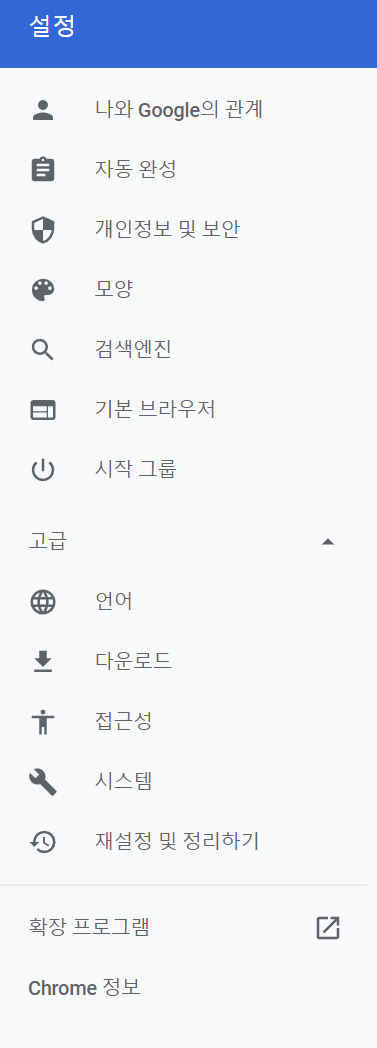 설정
나와 Google의 관계
자동 완성
개인정보 및 보안
모양
검색엔진
기본 브라우저
시작 그룹
고급
언어
다운로드
접근성
시스템
재설정 및 정리하기
확장 프로그램
Chrome 정보